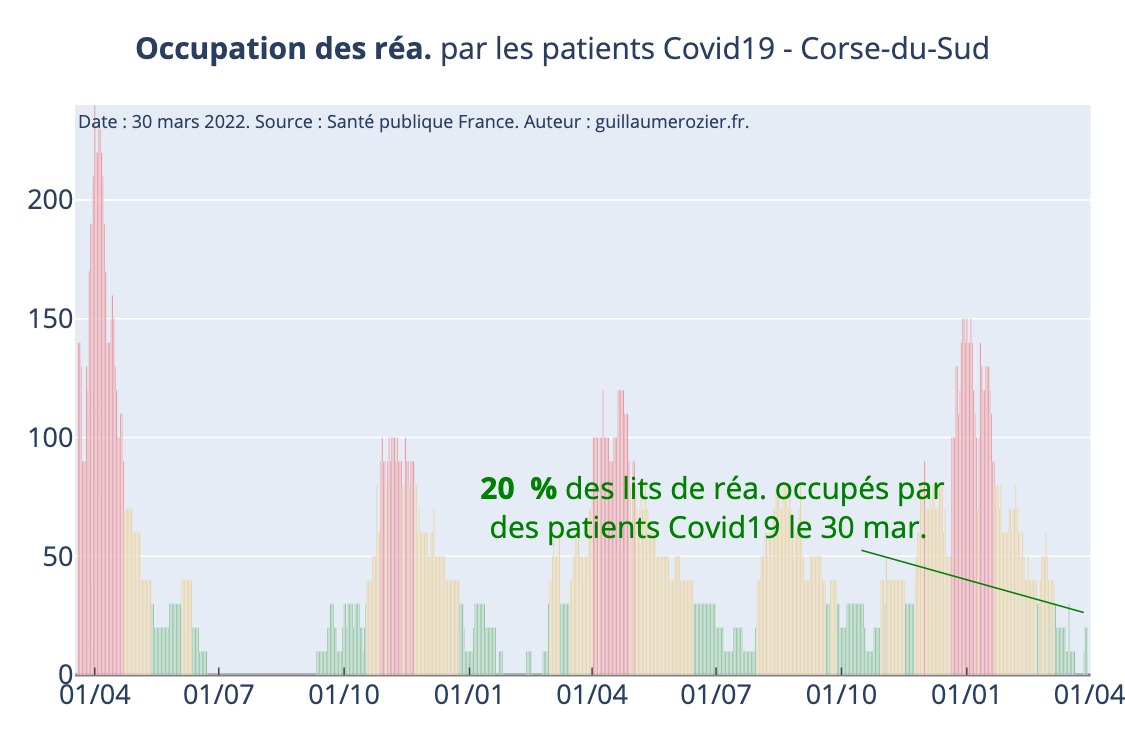 Occupation des réa. par les patients Covid19 - Corse-du-Sud
Date : 30 mars 2022. Source : Santé publique France. Auteur : guillaumerozier.fr.
200
150
100
50
0
20 % des lits de réa. occupés par
des patients Covid19 le 30 mar.
01/04 01/07 01/10 01/01 01/04 01/07 01/10 01/01 01/04